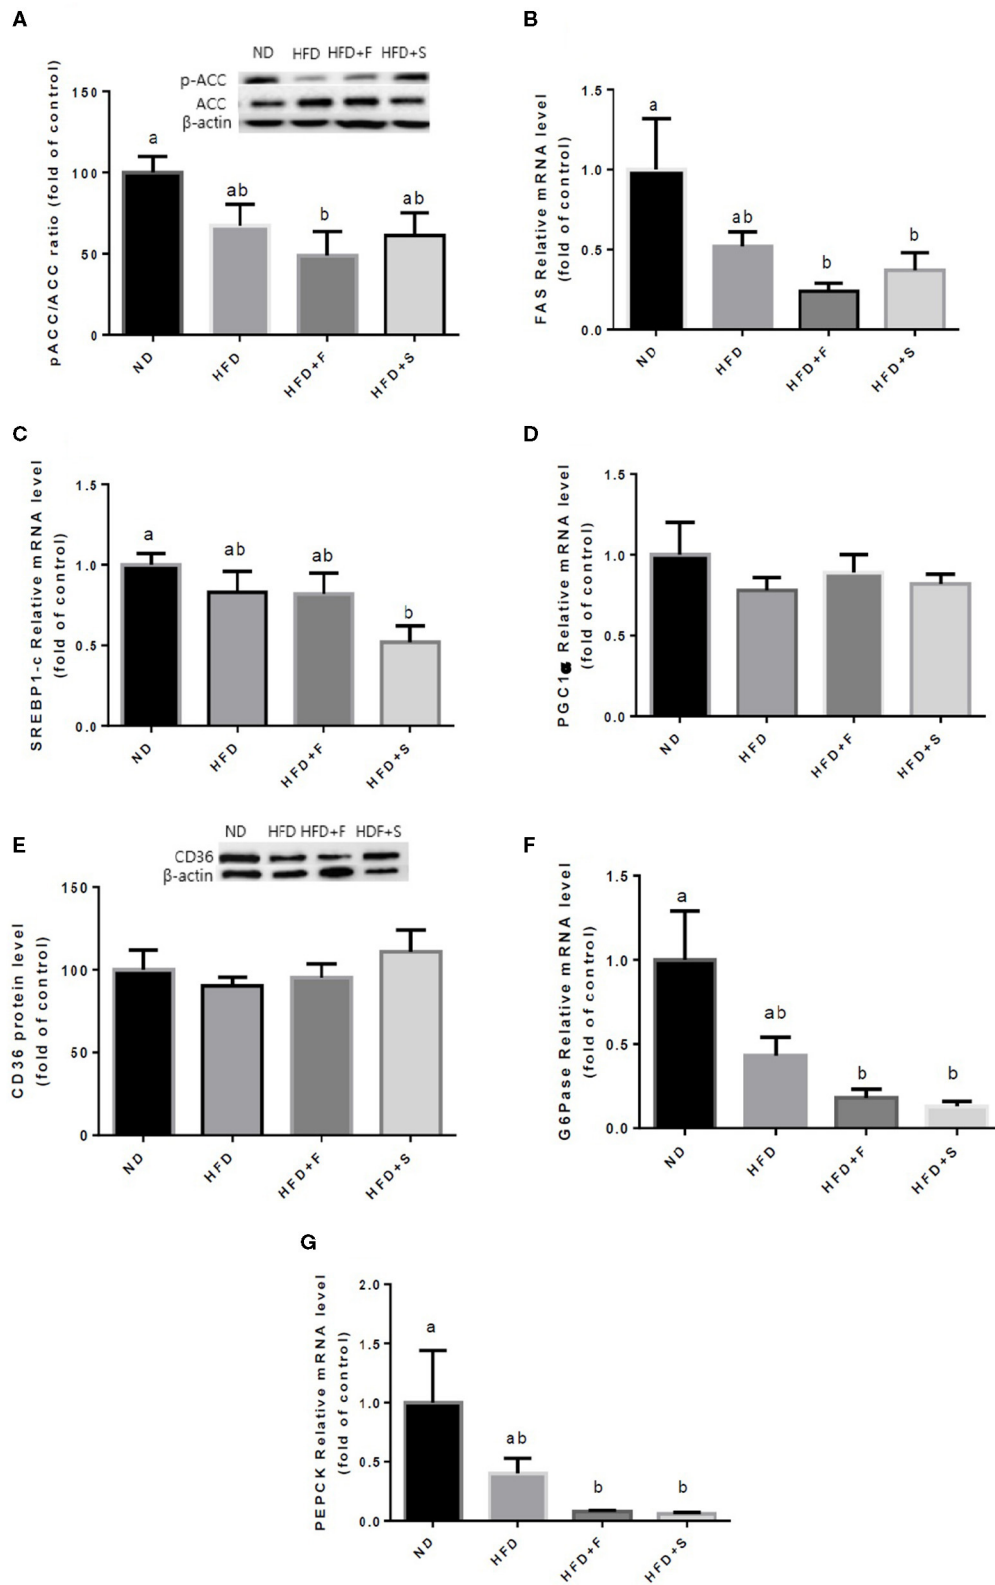 A
ND HFD HFD+F HFD+S
p-ACC
ACC
β-actin
pACC/ACC ratio (fold of control)
150
100
50
0
a
ab
b
ab
ND
HFD
HFD+F
HFD+S
B
FAS Relative mRNA level
(fold of control)
1.5
1.0
0.5
0.0
a
ab
b
b
ND
HFD
HFD+F
HFD+S
C
SREBP1-c Relative mRNA level
(fold of control)
1.5
1.0
0.5
0.0
a
ab
ab
b
ND
HFD
HFD+F
HFD+S
D
PGC1α Relative mRNA level
(fold of control)
1.5
1.0
0.5
0.0
ND
HFD
HFD+F
HFD+S
E
ND HFD HFD+F HDF+S
CD36
β-actin
CD36 protein level
(fold of control)
150
100
50
0
ND
HFD
HFD+F
HFD+S
F
G6Pase Relative mRNA level
(fold of control)
1.5
1.0
0.5
0.0
a
ab
b
b
ND
HFD
HFD+F
HFD+S
G
PEPCK Relative mRNA level
(fold of control)
2.0
1.5
1.0
0.5
0.0
a
ab
b
b
ND
HFD
HFD+F
HFD+S